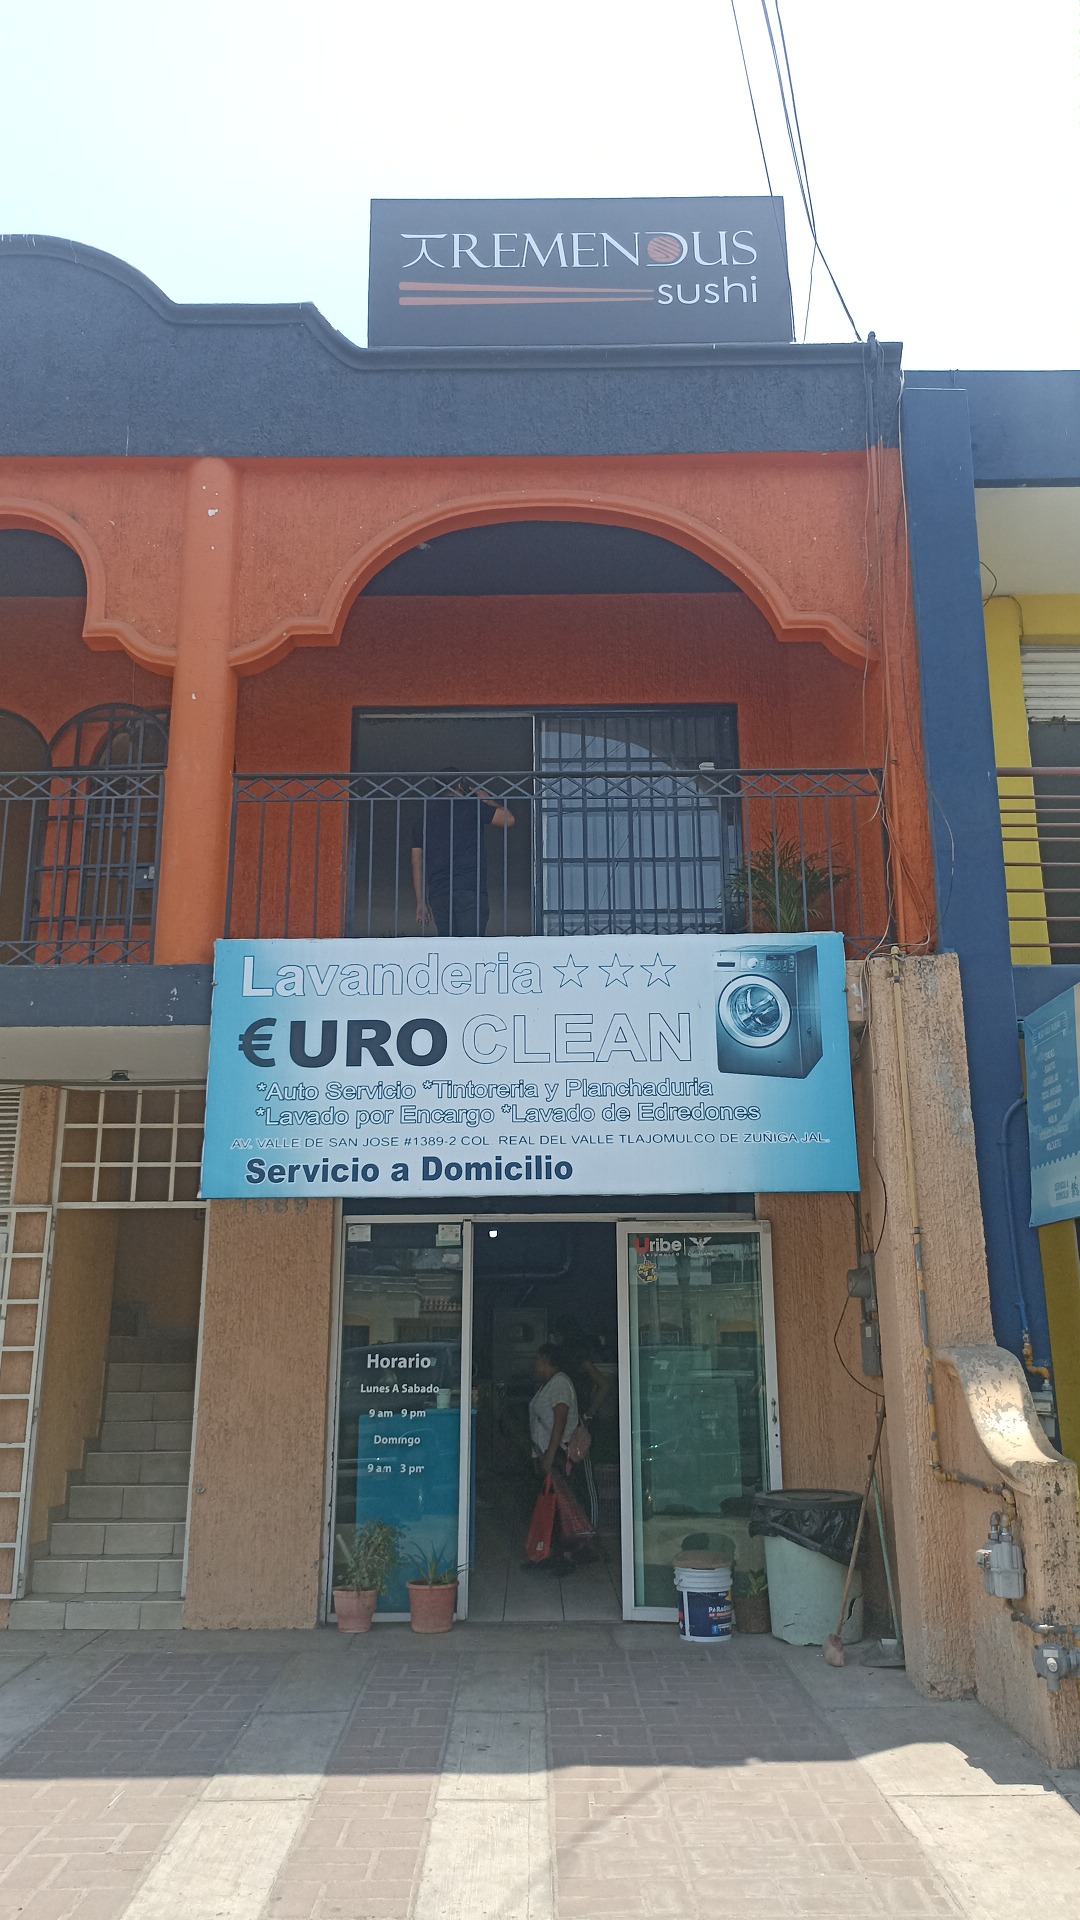 TREMENDUS
sushi
Lavanderia
€URO CLEAN
*Auto Servicio *Tintoreria y Planchaduria
*Lavado por Encargo *Lavado de Edredones
AV. VALLE DE SAN JOSE #1389-2 COL. REAL DEL VALLE TLAJOMULCO DE ZUÑIGA JAL.
Servicio a Domicilio
1389
Uribe
Horario
Lunes A Sabado
9 am 9 pm
Domingo
9 am 3 pm